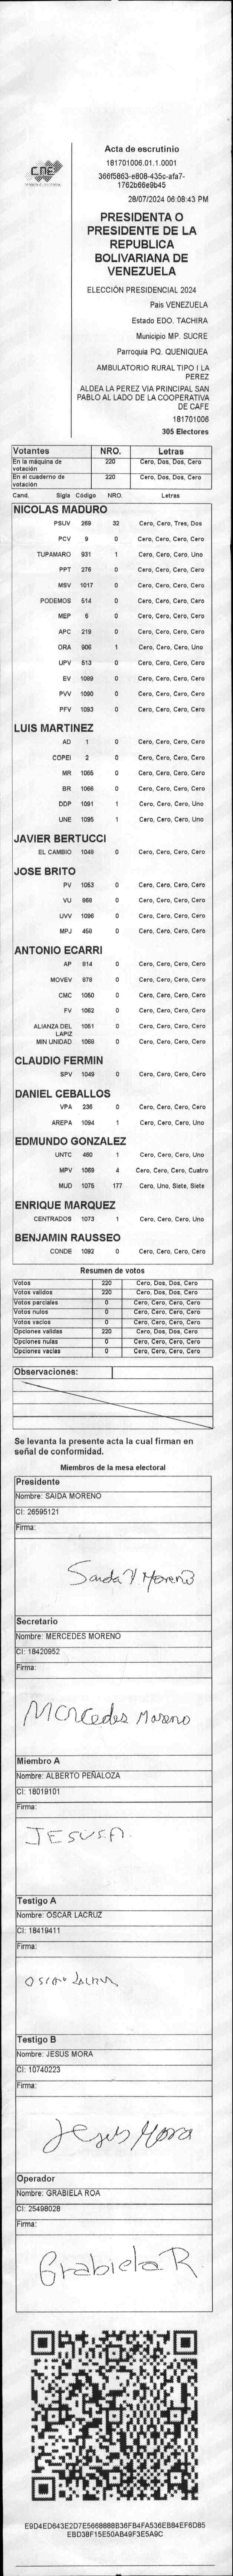 CNE
Acta de escrutinio
181701006.01.1.0001
366f5863-e808-435c-afa7-
1762b66e9b45
28/07/2024 06:08:43 PM
PRESIDENTA O
PRESIDENTE DE LA
REPUBLICA
BOLIVARIANA DE
VENEZUELA
ELECCIÓN PRESIDENCIAL 2024
Pais VENEZUELA
Estado EDO. TACHIRA
Municipio MP. SUCRE
Parroquia PQ. QUENIQUEA
AMBULATORIO RURAL TIPO I LA
PEREZ
ALDEA LA PEREZ VIA PRINCIPAL SAN
PABLO AL LADO DE LA COOPERATIVA
DE CAFE
181701006
305 Electores
Votantes NRO. Letras
En la máquina de votación 220 Cero, Dos, Dos, Cero
En el cuaderno de votación 220 Cero, Dos, Dos, Cero
Cand. Sigla Código NRO. Letras
NICOLAS MADURO
PSUV 269 32 Cero, Cero, Tres, Dos
PCV 9 0 Cero, Cero, Cero, Cero
TUPAMARO 931 1 Cero, Cero, Cero, Uno
PPT 276 0 Cero, Cero, Cero, Cero
MSV 1017 0 Cero, Cero, Cero, Cero
PODEMOS 514 0 Cero, Cero, Cero, Cero
MEP 6 0 Cero, Cero, Cero, Cero
APC 219 0 Cero, Cero, Cero, Cero
ORA 906 1 Cero, Cero, Cero, Uno
UPV 513 0 Cero, Cero, Cero, Cero
EV 1089 0 Cero, Cero, Cero, Cero
PVV 1090 0 Cero, Cero, Cero, Cero
PFV 1093 0 Cero, Cero, Cero, Cero
LUIS MARTINEZ
AD 1 0 Cero, Cero, Cero, Cero
COPEI 2 0 Cero, Cero, Cero, Cero
MR 1065 0 Cero, Cero, Cero, Cero
BR 1066 0 Cero, Cero, Cero, Cero
DDP 1091 1 Cero, Cero, Cero, Uno
UNE 1095 1 Cero, Cero, Cero, Uno
JAVIER BERTUCCI
EL CAMBIO 1048 0 Cero, Cero, Cero, Cero
JOSE BRITO
PV 1053 0 Cero, Cero, Cero, Cero
VU 868 0 Cero, Cero, Cero, Cero
UVV 1096 0 Cero, Cero, Cero, Cero
MPJ 450 0 Cero, Cero, Cero, Cero
ANTONIO ECARRI
AP 814 0 Cero, Cero, Cero, Cero
MOVEV 678 0 Cero, Cero, Cero, Cero
CMC 1050 0 Cero, Cero, Cero, Cero
FV 1062 0 Cero, Cero, Cero, Cero
ALIANZA DEL LAPIZ 1051 0 Cero, Cero, Cero, Cero
MIN UNIDAD 1069 0 Cero, Cero, Cero, Cero
CLAUDIO FERMIN
SPV 1049 0 Cero, Cero, Cero, Cero
DANIEL CEBALLOS
VPA 236 0 Cero, Cero, Cero, Cero
AREPA 1094 1 Cero, Cero, Cero, Uno
EDMUNDO GONZALEZ
UNTC 460 1 Cero, Cero, Cero, Uno
MPV 1069 4 Cero, Cero, Cero, Cuatro
MUD 1075 177 Cero, Uno, Siete, Siete
ENRIQUE MARQUEZ
CENTRADOS 1073 1 Cero, Cero, Cero, Uno
BENJAMIN RAUSSEO
CONDE 1092 0 Cero, Cero, Cero, Cero
Resumen de votos
Votos 220 Cero, Dos, Dos, Cero
Votos validos 220 Cero, Dos, Dos, Cero
Votos parciales 0 Cero, Cero, Cero, Cero
Votos nulos 0 Cero, Cero, Cero, Cero
Votos vacios 0 Cero, Cero, Cero, Cero
Opciones validas 220 Cero, Dos, Dos, Cero
Opciones nulas 0 Cero, Cero, Cero, Cero
Opciones vacias 0 Cero, Cero, Cero, Cero
Observaciones:
Se levanta la presente acta la cual firman en
señal de conformidad.
Miembros de la mesa electoral
Presidente
Nombre: SAIDA MORENO
CI: 26595121
Firma:
Saida Y Moreno
Secretario
Nombre: MERCEDES MORENO
CI: 18420952
Firma:
Mercedes Moreno
Miembro A
Nombre: ALBERTO PEÑALOZA
CI: 18019101
Firma:
JESUS.A.
Testigo A
Nombre: OSCAR LACRUZ
CI: 18419411
Firma:
Oscar Lacruz
Testigo B
Nombre: JESUS MORA
CI: 10740223
Firma:
Jesus Mora
Operador
Nombre: GRABIELA ROA
CI: 25498028
Firma:
Grabiela R
E9D4ED643E2D7E5668888B36FB4FA536EB84EF6D85
EBD38F15E50AB49F3E5A9C